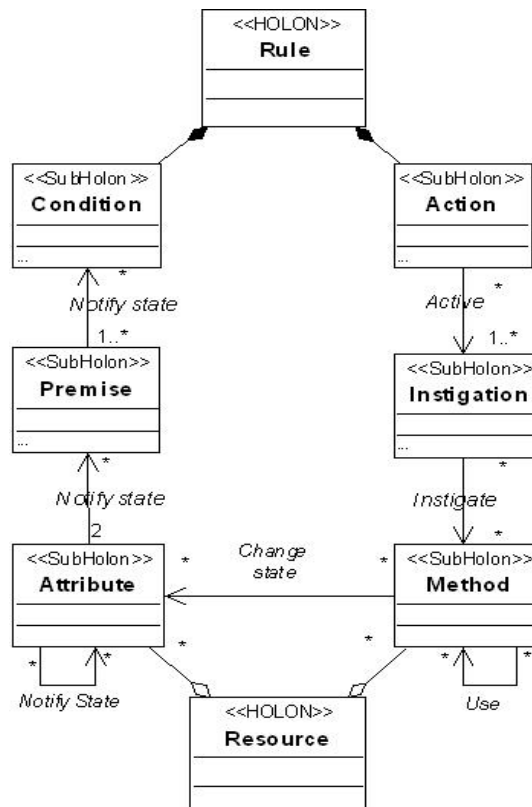 <<HOLON>>
Rule
<<SubHolon>>
Condition
...
<<SubHolon>>
Action
...
*
Notify state
1..*
*
Active
1..*
<<SubHolon>>
Premise
...
<<SubHolon>>
Instigation
...
*
Notify state
2
*
Instigate
*
<<SubHolon>>
Attribute
*
Change
state
*
<<SubHolon>>
Method
*
*
Notify State
*
*
*
*
Use
<<HOLON>>
Resource